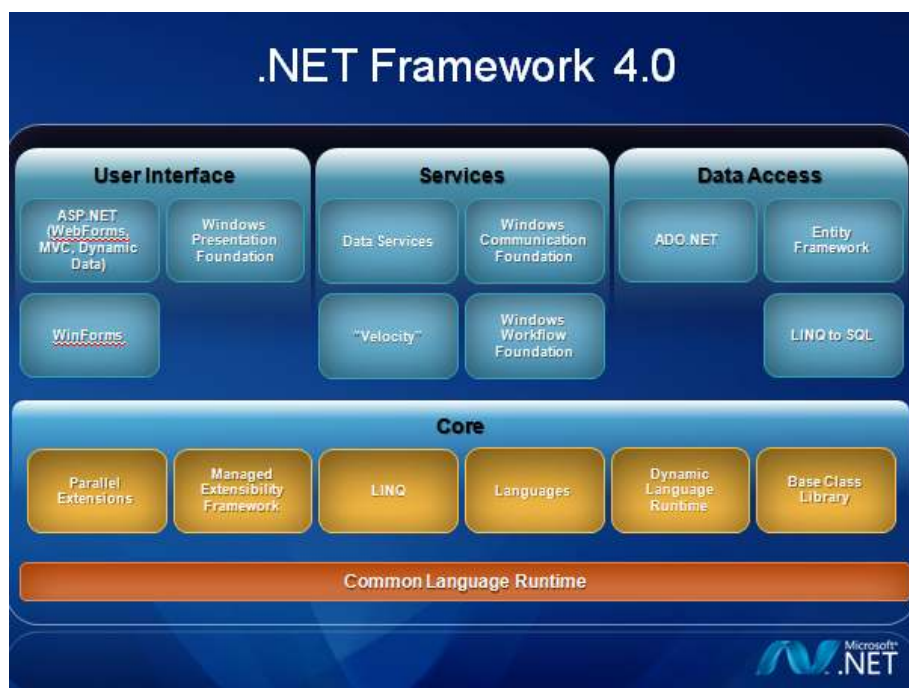 .NET Framework 4.0
User Interface
ASP.NET
(WebForms,
MVC, Dynamic
Data)
Windows
Presentation
Foundation
WinForms
Services
Data Services
Windows
Communication
Foundation
"Velocity"
Windows
Workflow
Foundation
Data Access
ADO.NET
Entity
Framework
LINQ to SQL
Core
Parallel
Extensions
Managed
Extensibility
Framework
LINQ
Languages
Dynamic
Language
Runtime
Base Class
Library
Common Language Runtime
Microsoft®
.NET